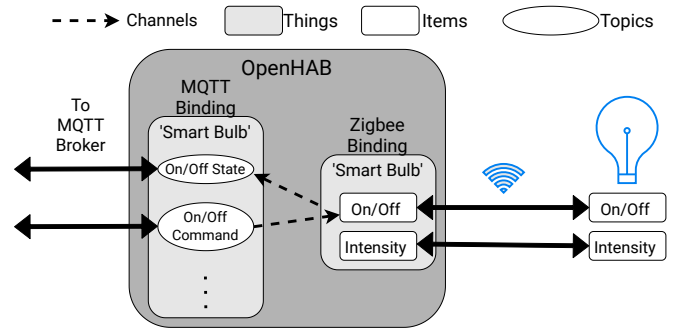 Channels
Things
Items
Topics
OpenHAB
To
MQTT
Broker
MQTT
Binding
'Smart Bulb'
On/Off State
On/Off
Command
Zigbee
Binding
'Smart Bulb'
On/Off
Intensity
On/Off
Intensity